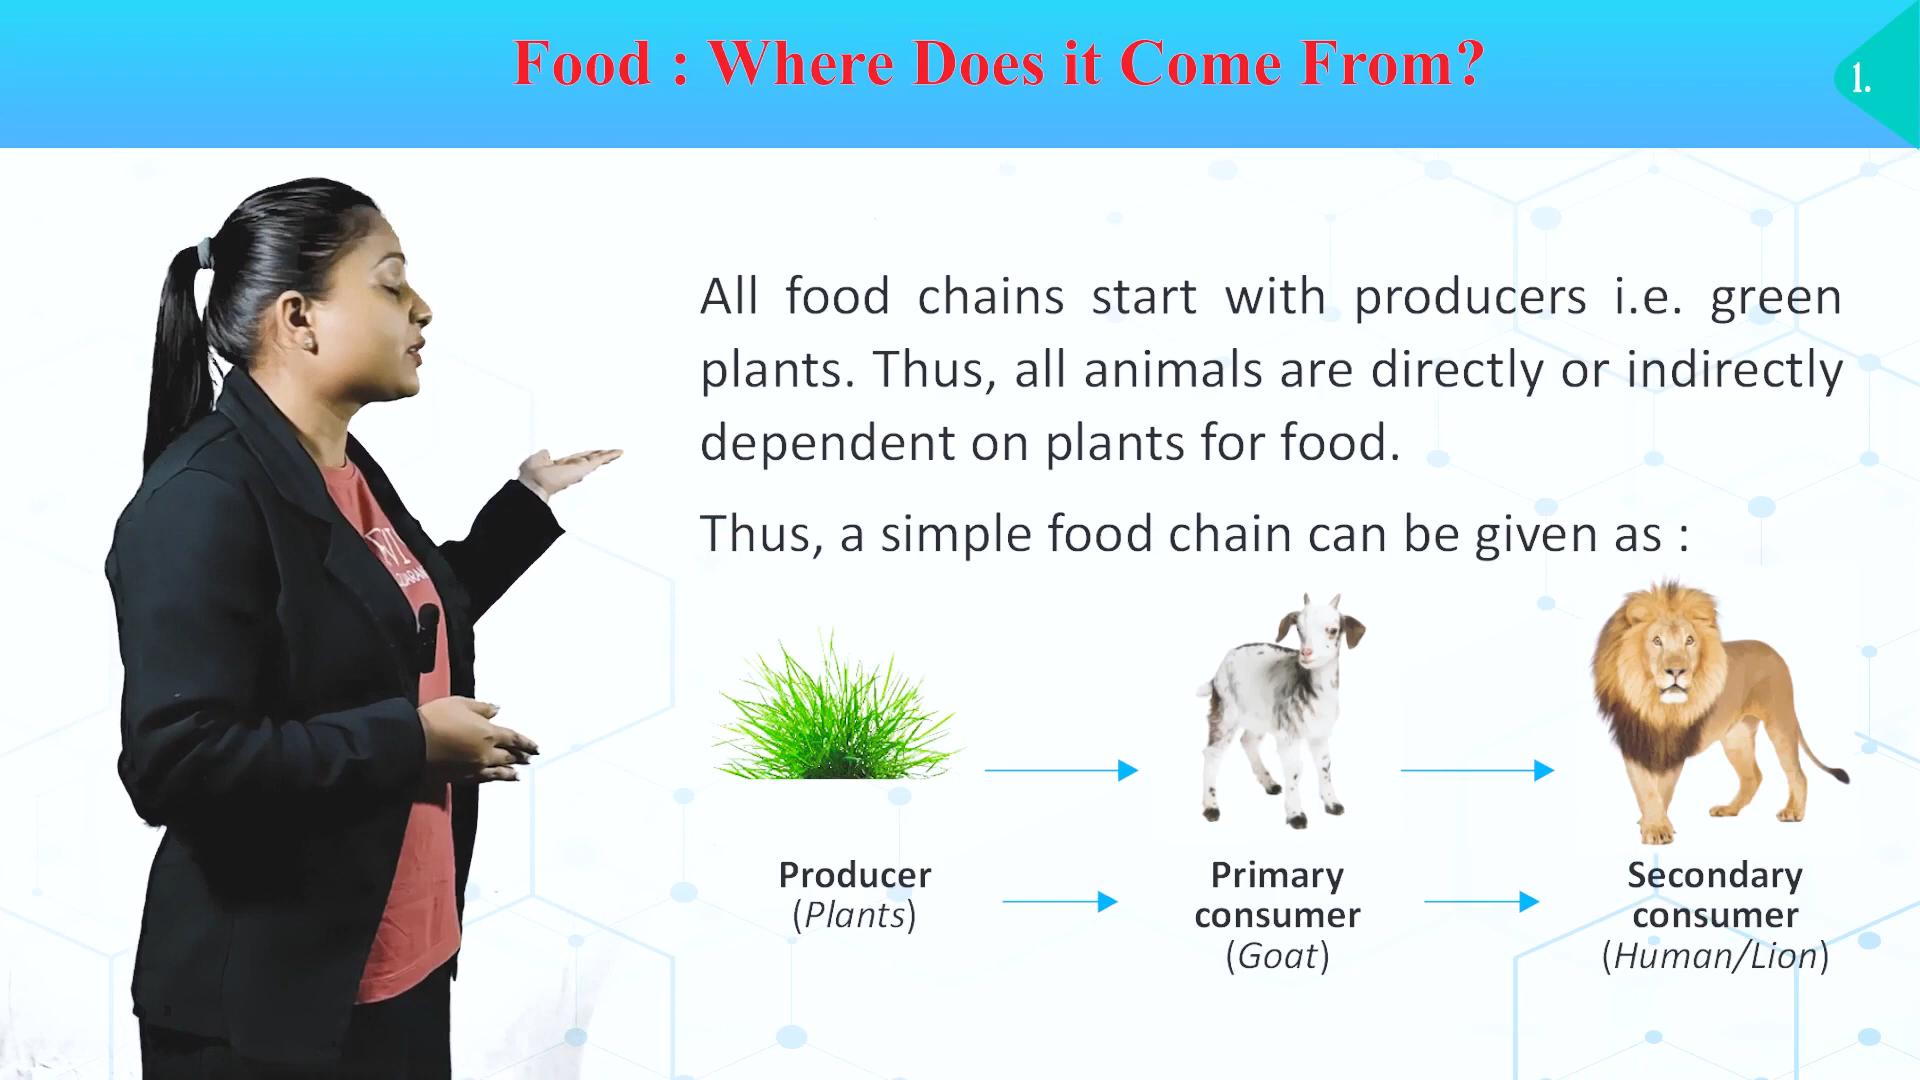 Food : Where Does it Come From?
1.
All food chains start with producers i.e. green
plants. Thus, all animals are directly or indirectly
dependent on plants for food.
Thus, a simple food chain can be given as :
Producer
(Plants)
Primary
consumer
(Goat)
Secondary
consumer
(Human/Lion)